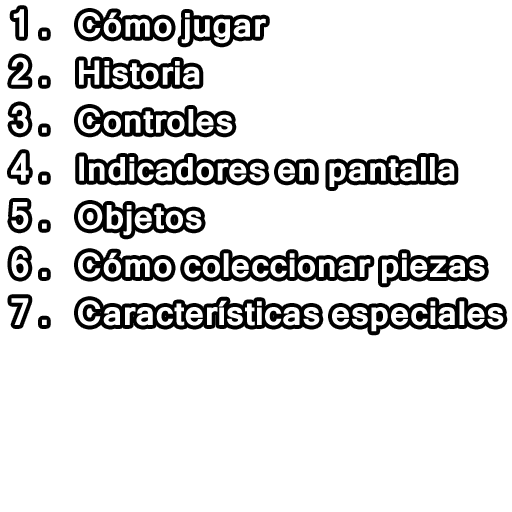 1. Cómo jugar
2. Historia
3. Controles
4. Indicadores en pantalla
5. Objetos
6. Cómo coleccionar piezas
7. Características especiales